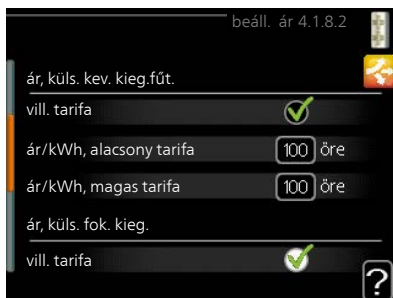 beáll. ár 4.1.8.2
ár, küls. kev. kieg.fűt.
vill. tarifa
ár/kWh, alacsony tarifa 100 öre
ár/kWh, magas tarifa 100 öre
ár, küls. fok. kieg.
vill. tarifa
?